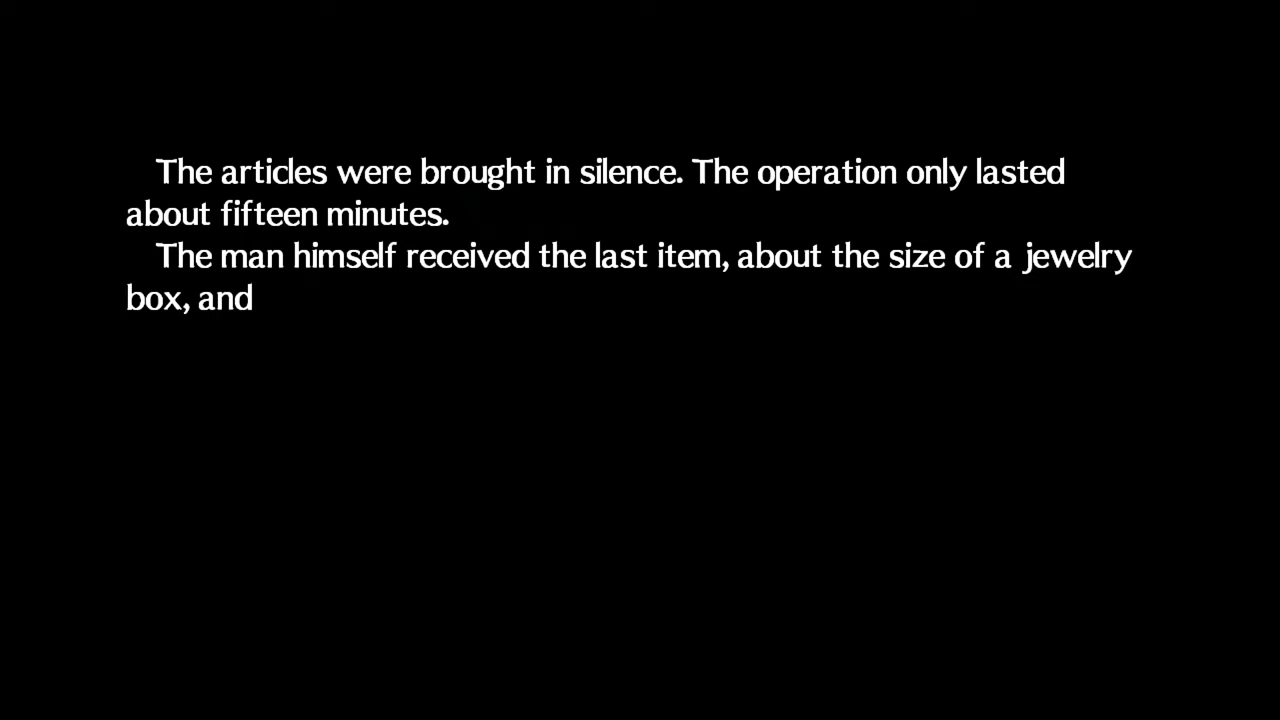 The articles were brought in silence. The operation only lasted
about fifteen minutes.
The man himself received the last item, about the size of a jewelry
box, and